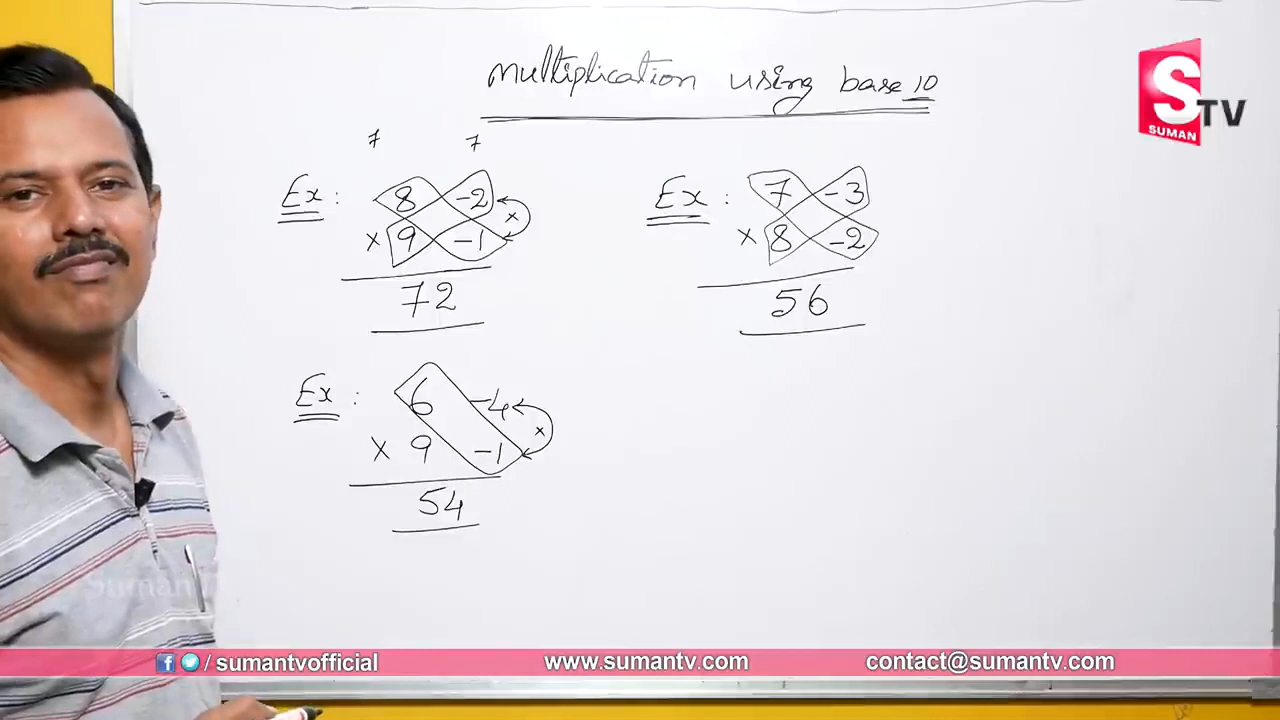 Multiplication using base 10
7 7
Ex : 8 -2
× 9 -1
×
72
Ex : 7 -3
× 8 -2
56
Ex : 6 -4
× 9 -1
×
54
S TV
SUMAN
SumanTV
/sumantvofficial www.sumantv.com contact@sumantv.com